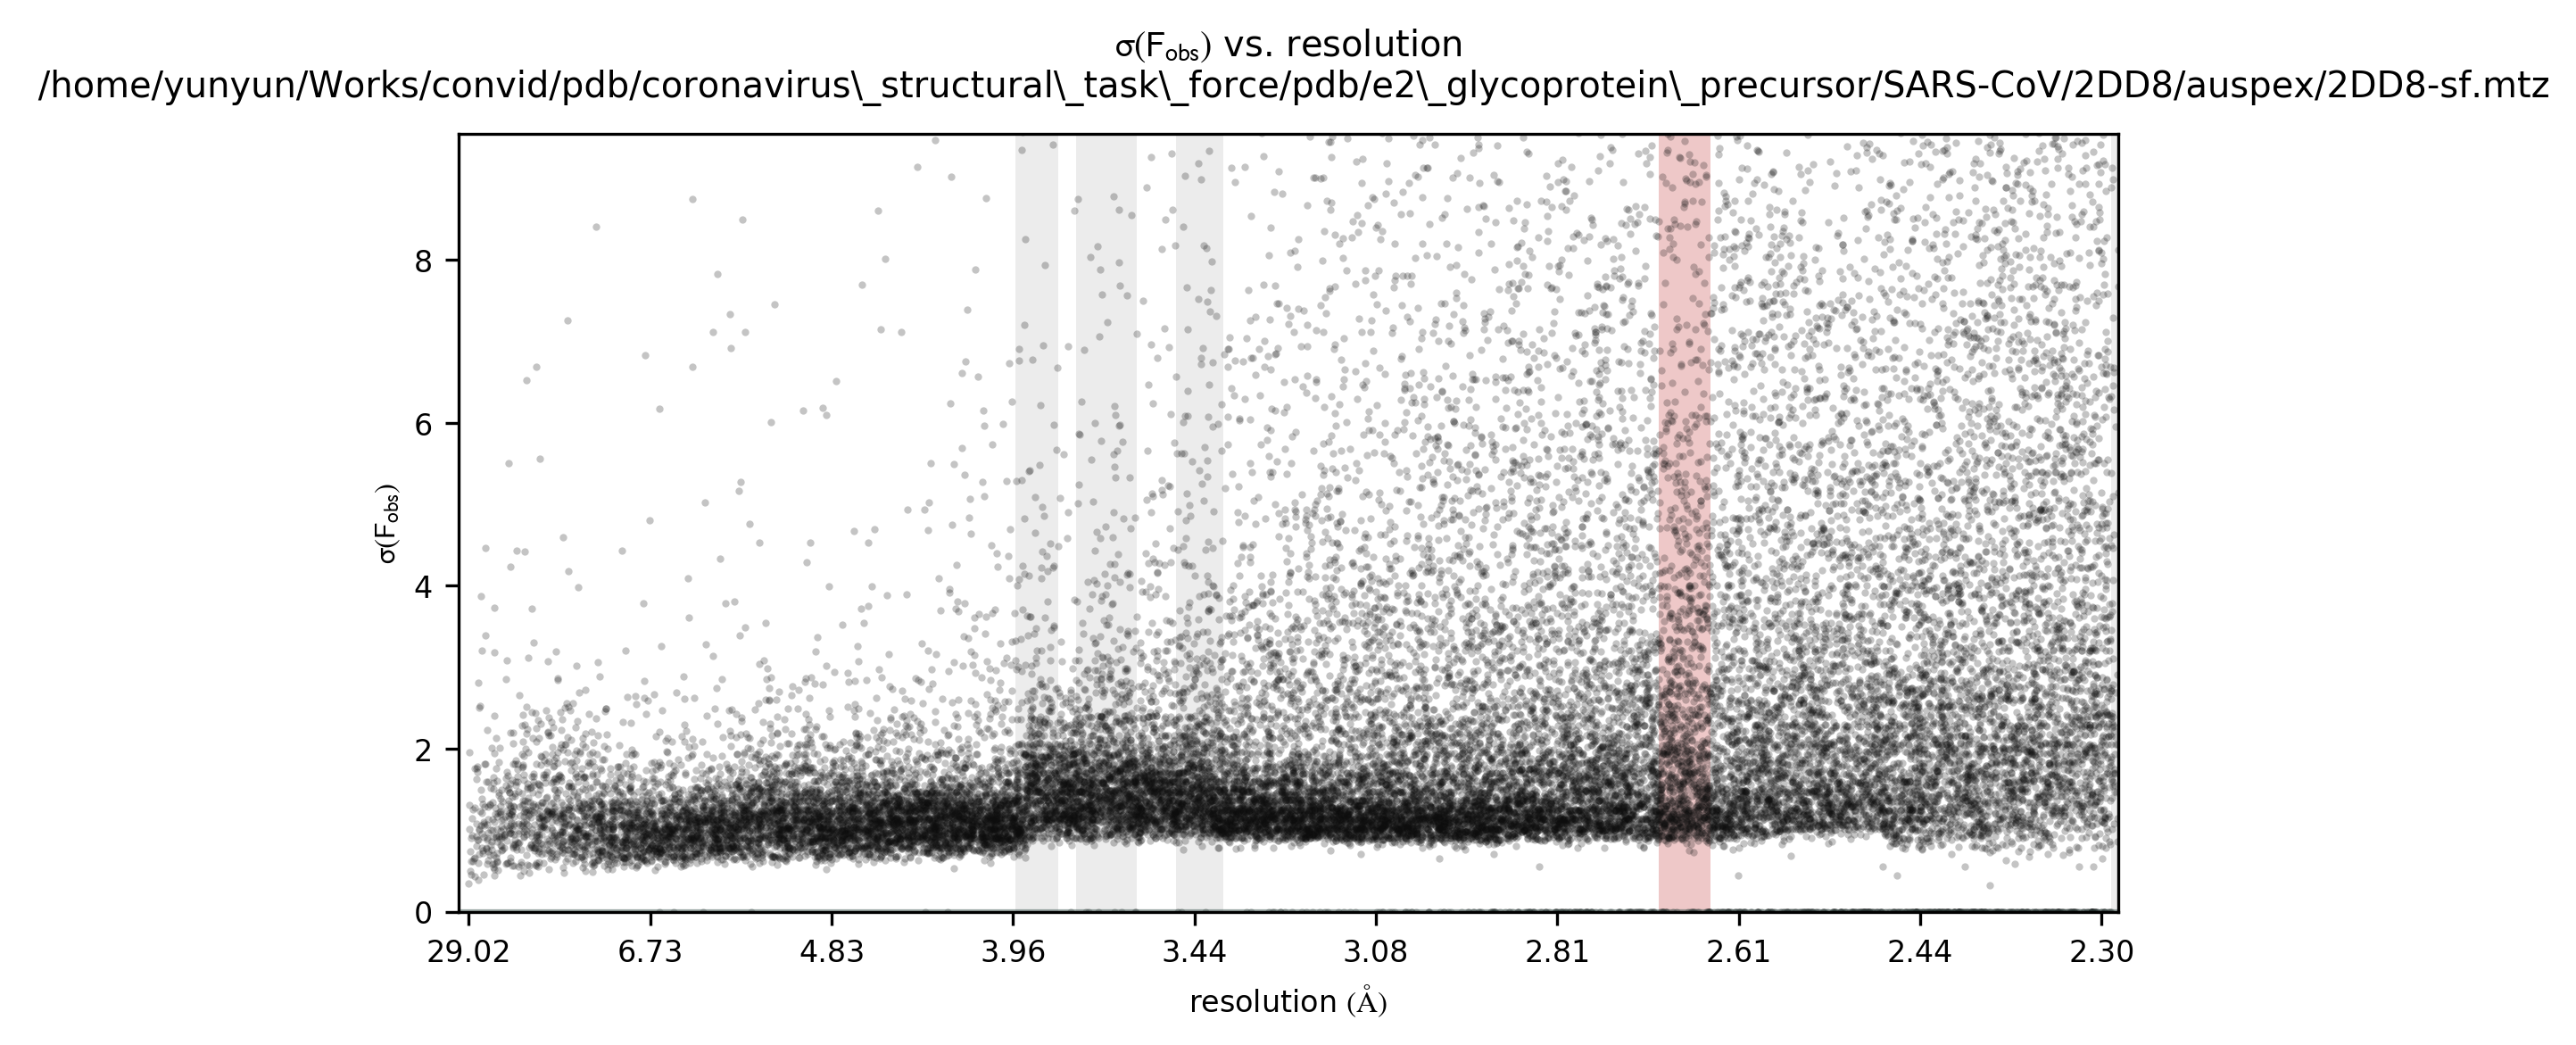 σ(Fobs) vs. resolution
/home/yunyun/Works/convid/pdb/coronavirus\_structural\_task\_force/pdb/e2\_glycoprotein\_precursor/SARS-CoV/2DD8/auspex/2DD8-sf.mtz
8
6
4
2
0
σ(Fobs)
29.02 6.73 4.83 3.96 3.44 3.08 2.81 2.61 2.44 2.30
resolution (Å)